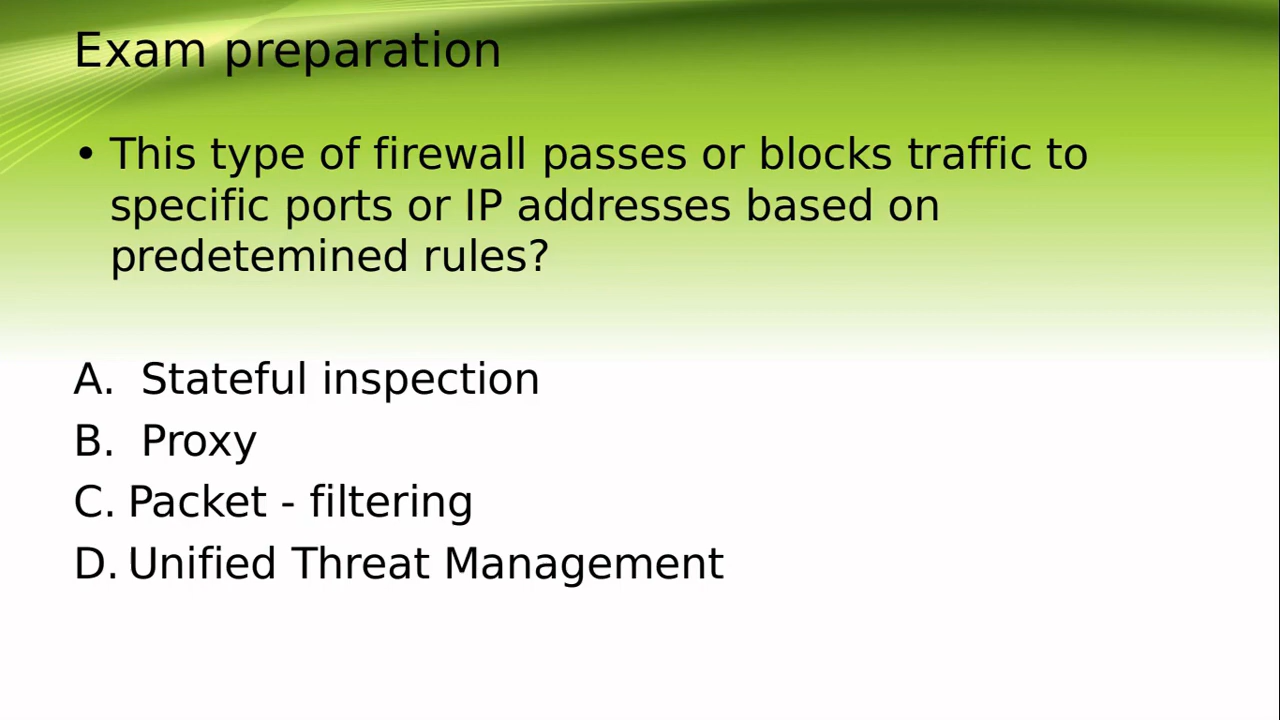 Exam preparation
• This type of firewall passes or blocks traffic to
specific ports or IP addresses based on
predetemined rules?
A. Stateful inspection
B. Proxy
C. Packet - filtering
D. Unified Threat Management